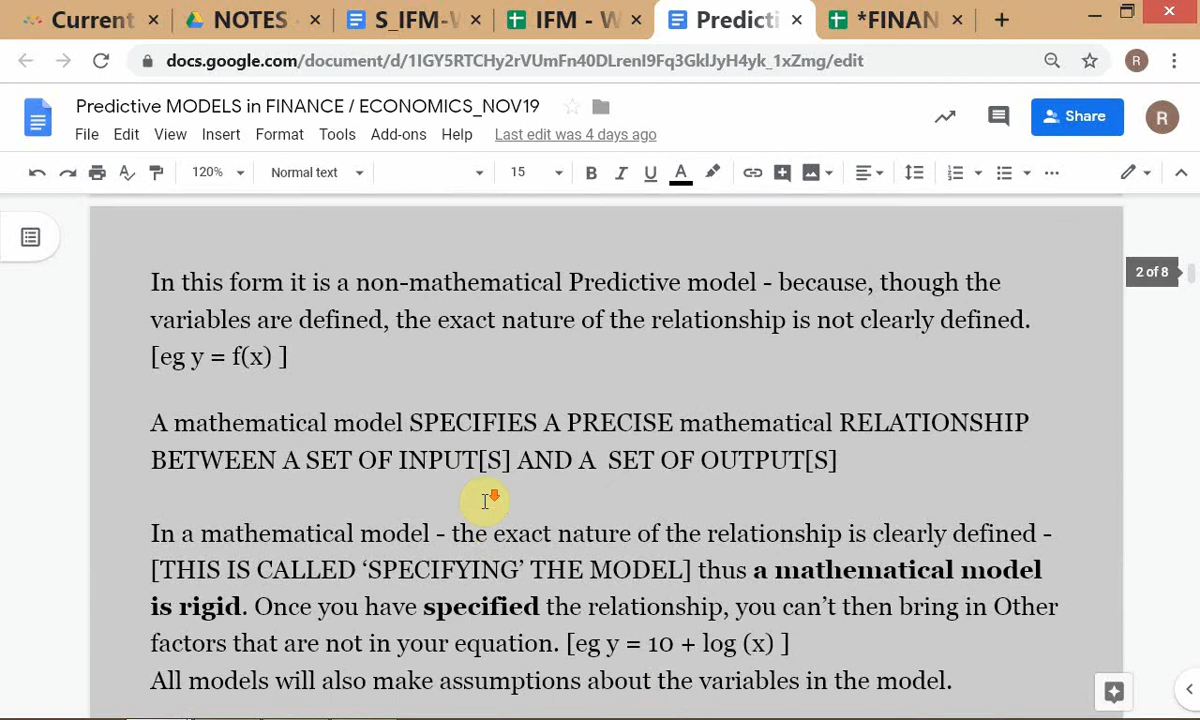 Current
NOTES
S_IFM-W
IFM - W
Predicti
*FINAN
docs.google.com/document/d/1IGY5RTCHy2rVUmFn40DLrenI9Fq3GklJyH4yk_1xZmg/edit
R
Predictive MODELS in FINANCE / ECONOMICS_NOV19
File Edit View Insert Format Tools Add-ons Help Last edit was 4 days ago
Share
R
120% Normal text 15 B I U A
2 of 8
In this form it is a non-mathematical Predictive model - because, though the
variables are defined, the exact nature of the relationship is not clearly defined.
[eg y = f(x) ]
A mathematical model SPECIFIES A PRECISE mathematical RELATIONSHIP
BETWEEN A SET OF INPUT[S] AND A SET OF OUTPUT[S]
In a mathematical model - the exact nature of the relationship is clearly defined -
[THIS IS CALLED ‘SPECIFYING’ THE MODEL] thus a mathematical model
is rigid. Once you have specified the relationship, you can’t then bring in Other
factors that are not in your equation. [eg y = 10 + log (x) ]
All models will also make assumptions about the variables in the model.